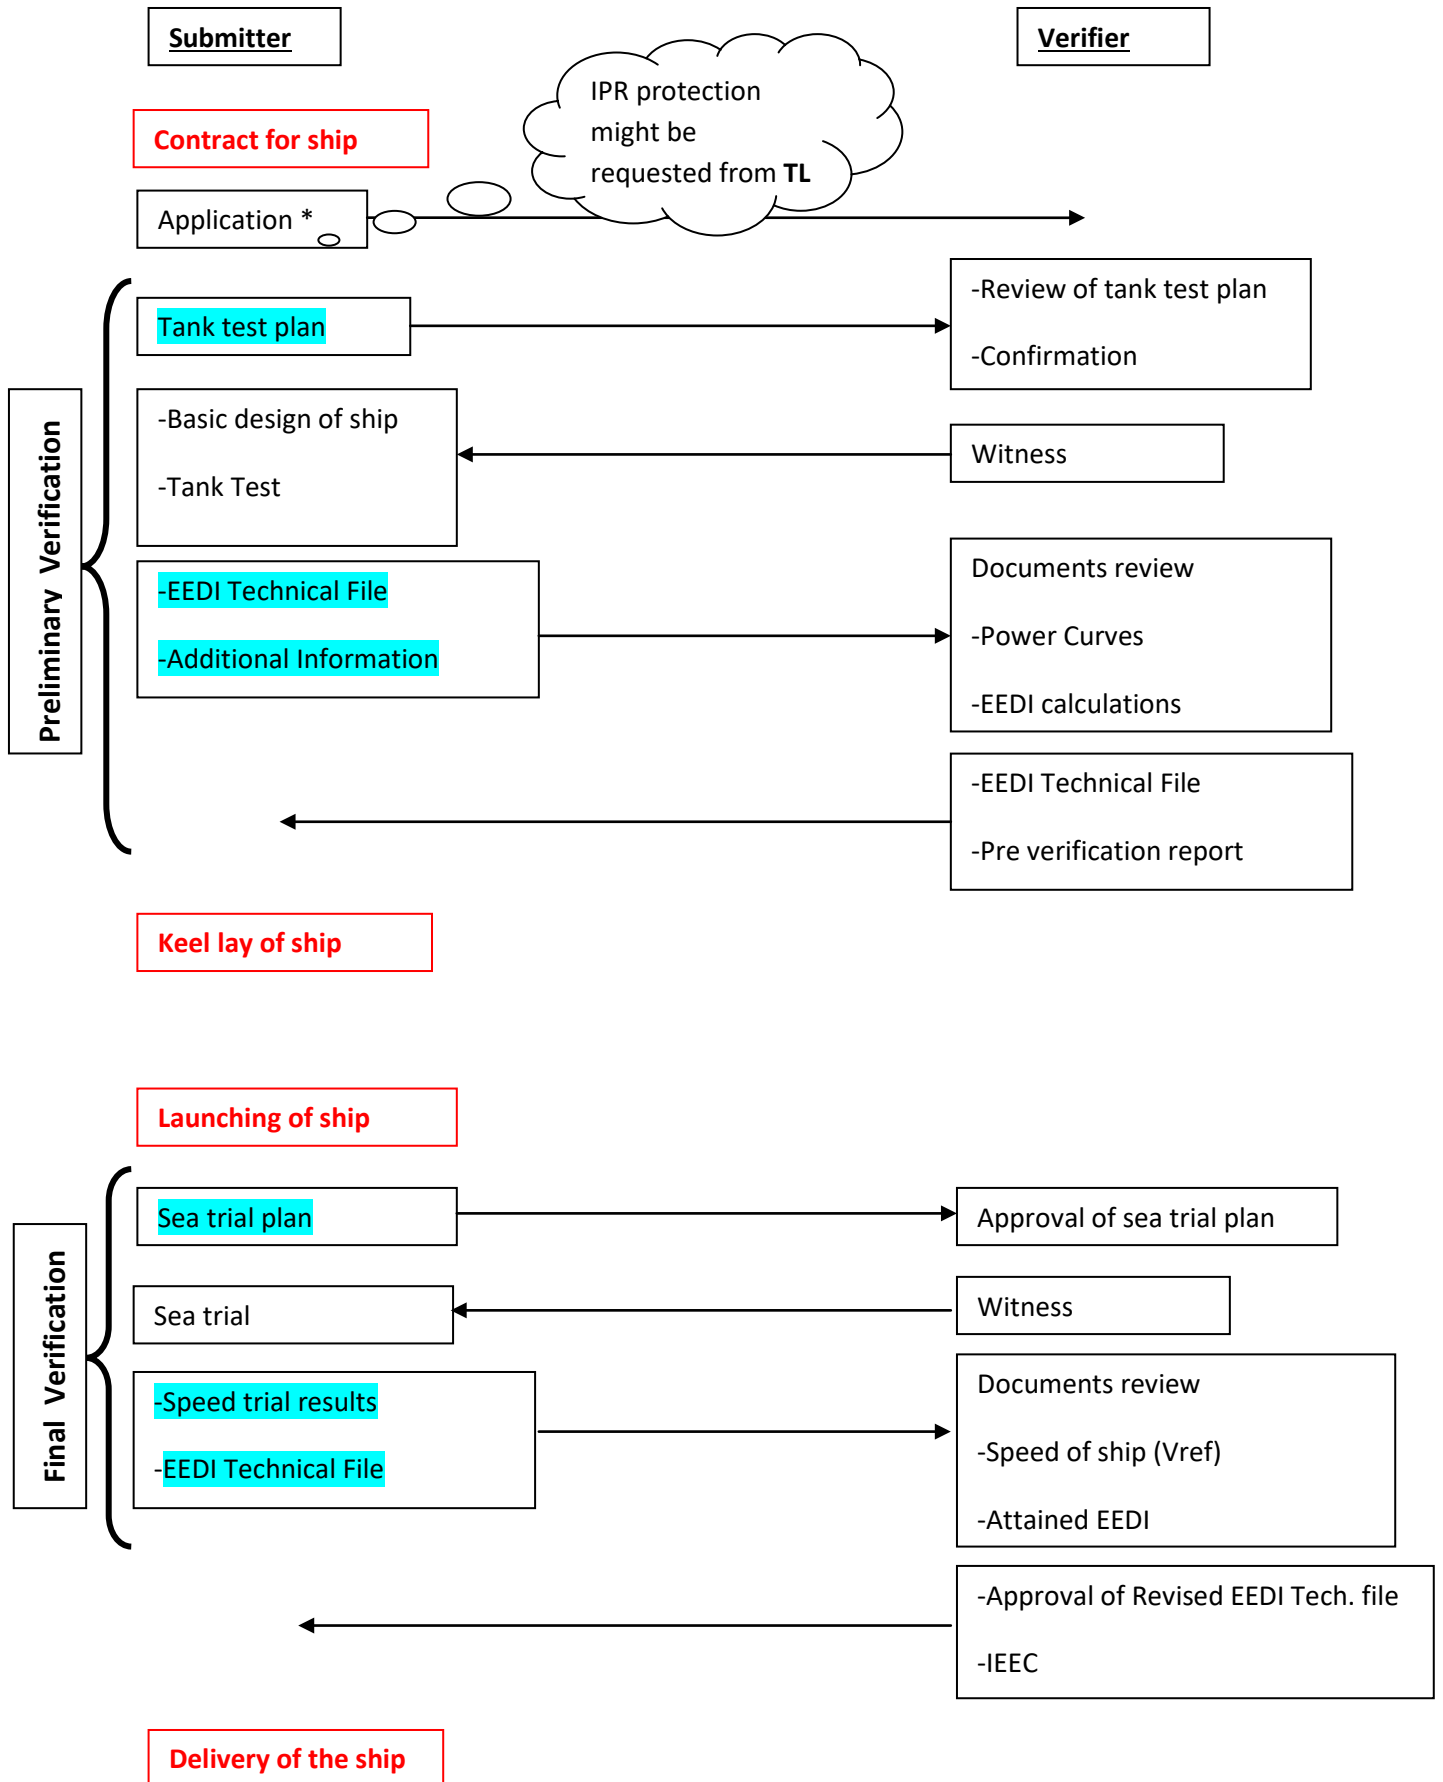 Submitter
Verifier
IPR protection
might be
requested from TL
Contract for ship
Application *
Preliminary Verification
Tank test plan
-Review of tank test plan
-Confirmation
-Basic design of ship
-Tank Test
Witness
-EEDI Technical File
-Additional Information
Documents review
-Power Curves
-EEDI calculations
-EEDI Technical File
-Pre verification report
Keel lay of ship
Launching of ship
Final Verification
Sea trial plan
Approval of sea trial plan
Sea trial
Witness
-Speed trial results
-EEDI Technical File
Documents review
-Speed of ship (Vref)
-Attained EEDI
-Approval of Revised EEDI Tech. file
-IEEC
Delivery of the ship